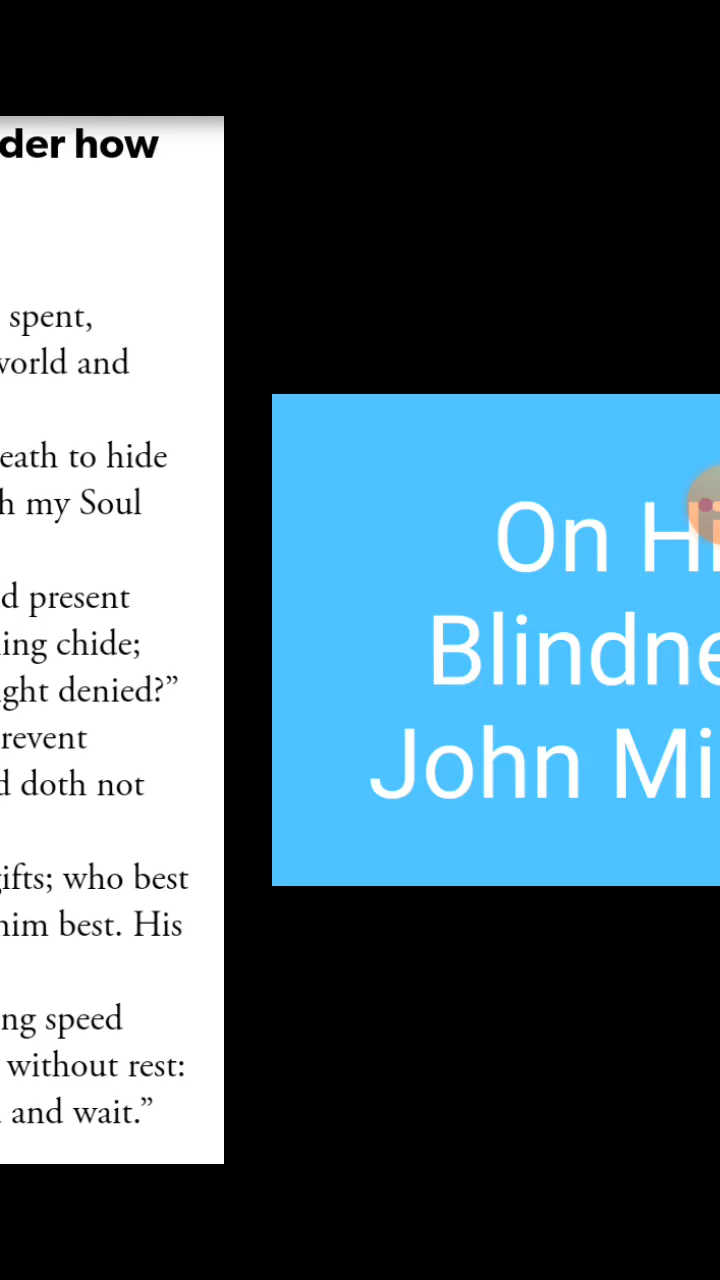 der how
spent,
world and
eath to hide
h my Soul
d present
ing chide;
ght denied?”
revent
d doth not
gifts; who best
him best. His
ng speed
without rest:
and wait.”
On Hi
Blindne
John Mi